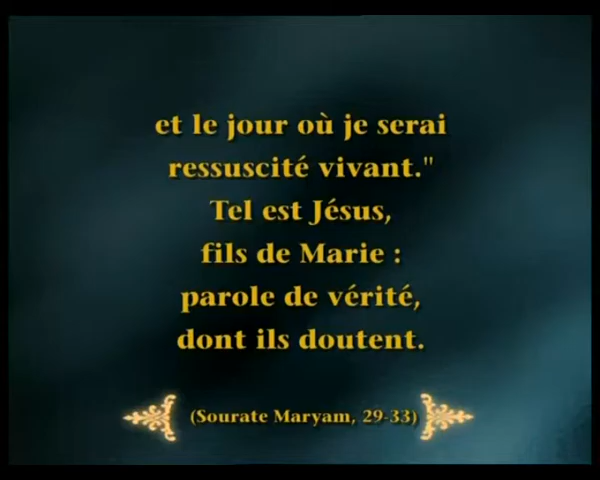 et le jour où je serai
ressuscité vivant."
Tel est Jésus,
fils de Marie :
parole de vérité,
dont ils doutent.
(Sourate Maryam, 29-33)